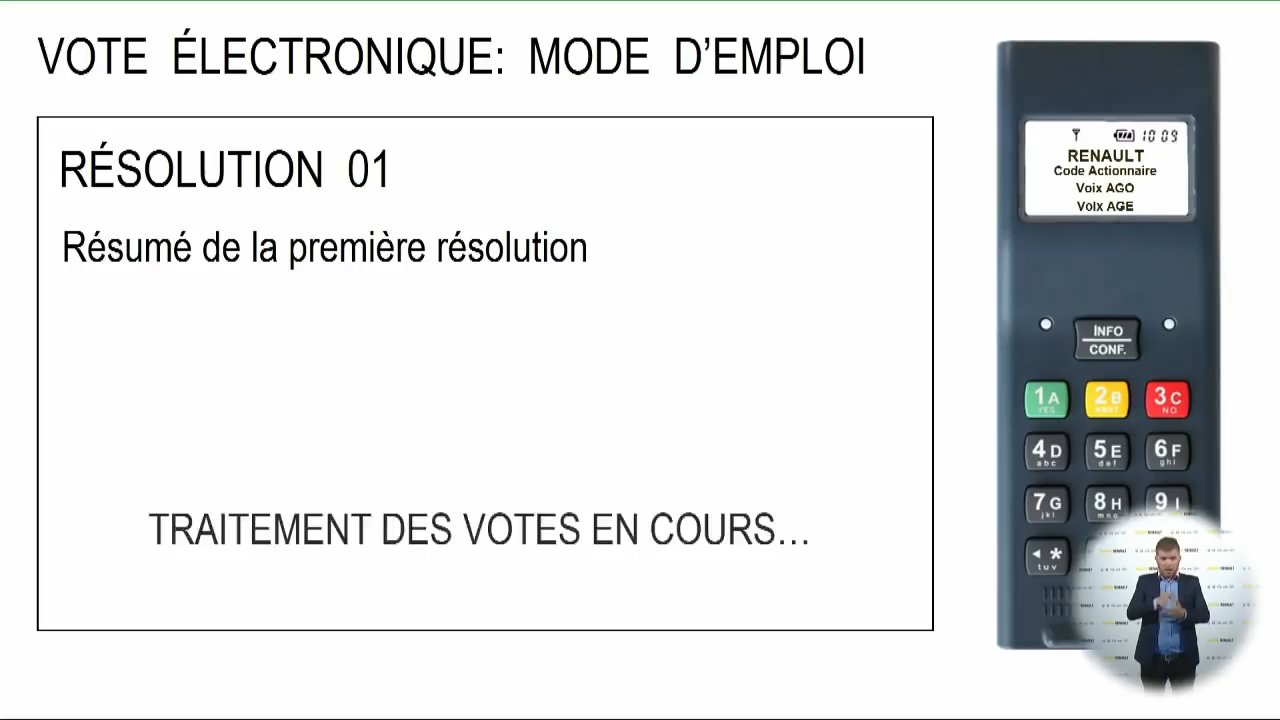 VOTE ÉLECTRONIQUE: MODE D'EMPLOI
RÉSOLUTION 01
Résumé de la première résolution
TRAITEMENT DES VOTES EN COURS...
10 09
RENAULT
Code Actionnaire
Voix AGO
Voix AGE
INFO
CONF.
1A 2B 3C
YES ABST NO
4D 5E 6F
abc def ghi
7G 8H 9I
jkl mno
*
tuv